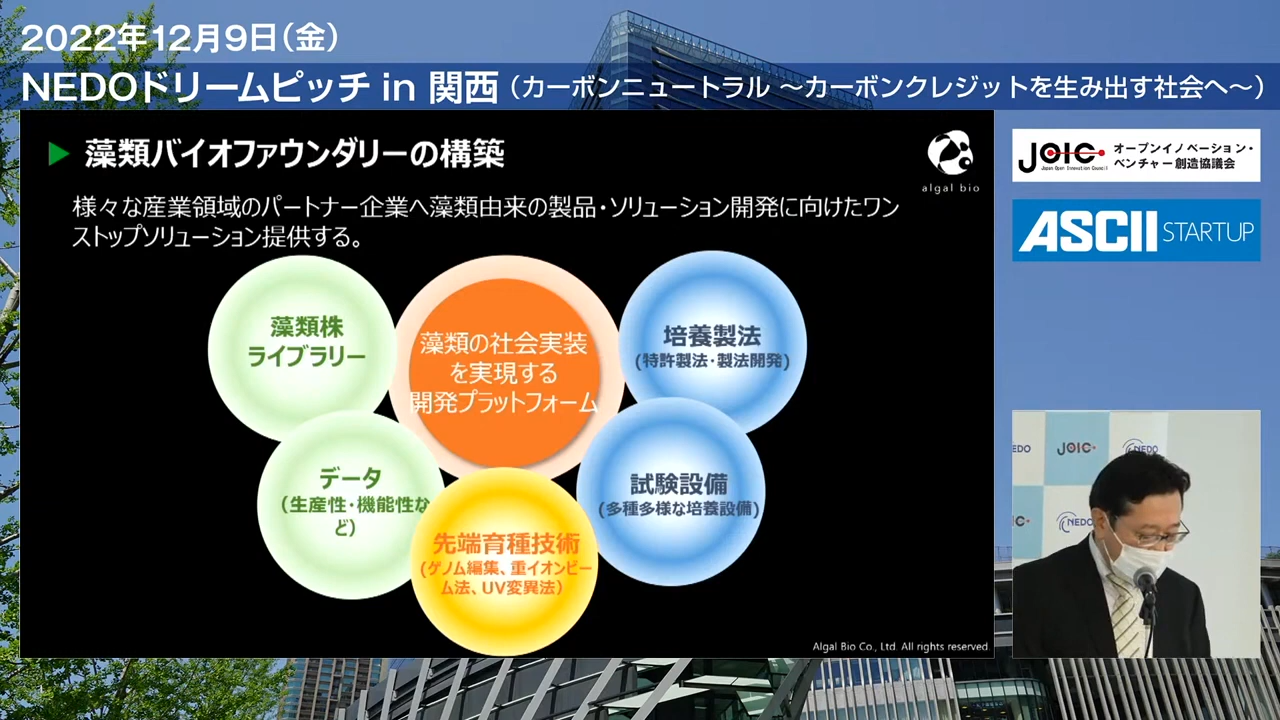 2022年12月9日（金）
NEDOドリームピッチ in 関西（カーボンニュートラル ～カーボンクレジットを生み出す社会へ～）
藻類バイオファウンダリーの構築
algal bio
様々な産業領域のパートナー企業へ藻類由来の製品・ソリューション開発に向けたワン
ストップソリューション提供する。
藻類株
ライブラリー
藻類の社会実装
を実現する
開発プラットフォーム
培養製法
(特許製法・製法開発)
データ
（生産性・機能性な
ど）
先端育種技術
(ゲノム編集、重イオンビー
ム法、UV変異法）
試験設備
(多種多様な培養設備)
Algal Bio Co., Ltd. All rights reserved.
JOIC
Japan Open Innovation Council
オープンイノベーション・
ベンチャー創造協議会
ASCII STARTUP
EDO
JOIC
NEDO
IC
NEDO